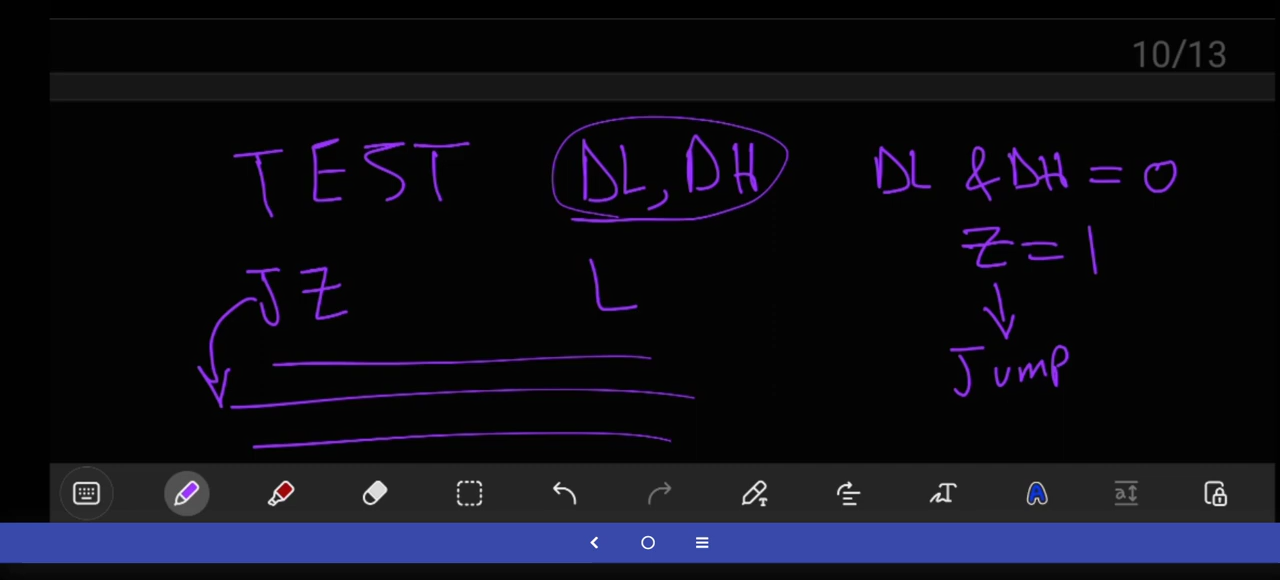 10/13
TEST DL, DH DL & DH = 0
Z = 1
JZ L
Jump